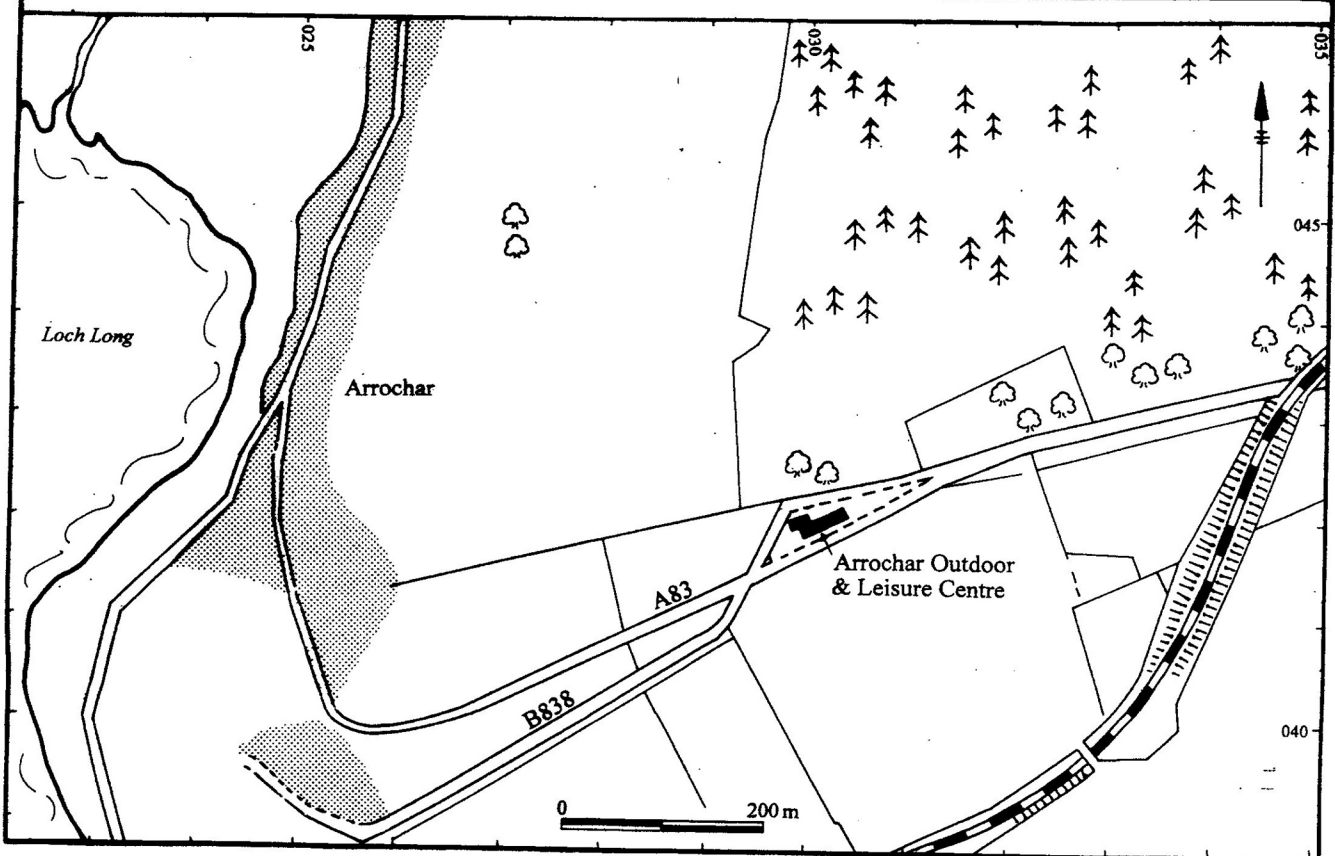 025
030
035
045
Loch Long
Arrochar
Arrochar Outdoor
& Leisure Centre
A83
B838
040
0 200 m